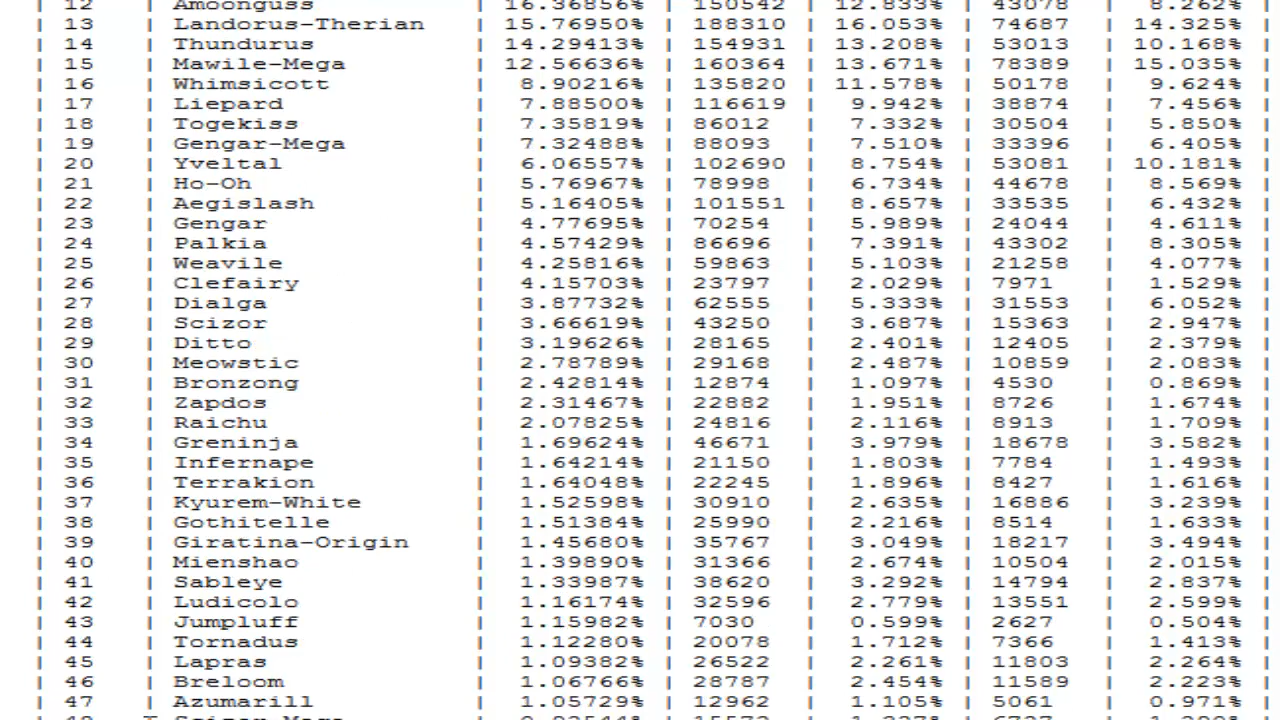 | 12 | Amoonguss | 16.36856% | 150542 | 12.833% | 43078 | 8.262% |
| 13 | Landorus-Therian | 15.76950% | 188310 | 16.053% | 74687 | 14.325% |
| 14 | Thundurus | 14.29413% | 154931 | 13.208% | 53013 | 10.168% |
| 15 | Mawile-Mega | 12.56636% | 160364 | 13.671% | 78389 | 15.035% |
| 16 | Whimsicott | 8.90216% | 135820 | 11.578% | 50178 | 9.624% |
| 17 | Liepard | 7.88500% | 116619 | 9.942% | 38874 | 7.456% |
| 18 | Togekiss | 7.35819% | 86012 | 7.332% | 30504 | 5.850% |
| 19 | Gengar-Mega | 7.32488% | 88093 | 7.510% | 33396 | 6.405% |
| 20 | Yveltal | 6.06557% | 102690 | 8.754% | 53081 | 10.181% |
| 21 | Ho-Oh | 5.76967% | 78998 | 6.734% | 44678 | 8.569% |
| 22 | Aegislash | 5.16405% | 101551 | 8.657% | 33535 | 6.432% |
| 23 | Gengar | 4.77695% | 70254 | 5.989% | 24044 | 4.611% |
| 24 | Palkia | 4.57429% | 86696 | 7.391% | 43302 | 8.305% |
| 25 | Weavile | 4.25816% | 59863 | 5.103% | 21258 | 4.077% |
| 26 | Clefairy | 4.15703% | 23797 | 2.029% | 7971 | 1.529% |
| 27 | Dialga | 3.87732% | 62555 | 5.333% | 31553 | 6.052% |
| 28 | Scizor | 3.66619% | 43250 | 3.687% | 15363 | 2.947% |
| 29 | Ditto | 3.19626% | 28165 | 2.401% | 12405 | 2.379% |
| 30 | Meowstic | 2.78789% | 29168 | 2.487% | 10859 | 2.083% |
| 31 | Bronzong | 2.42814% | 12874 | 1.097% | 4530 | 0.869% |
| 32 | Zapdos | 2.31467% | 22882 | 1.951% | 8726 | 1.674% |
| 33 | Raichu | 2.07825% | 24816 | 2.116% | 8913 | 1.709% |
| 34 | Greninja | 1.69624% | 46671 | 3.979% | 18678 | 3.582% |
| 35 | Infernape | 1.64214% | 21150 | 1.803% | 7784 | 1.493% |
| 36 | Terrakion | 1.64048% | 22245 | 1.896% | 8427 | 1.616% |
| 37 | Kyurem-White | 1.52598% | 30910 | 2.635% | 16886 | 3.239% |
| 38 | Gothitelle | 1.51384% | 25990 | 2.216% | 8514 | 1.633% |
| 39 | Giratina-Origin | 1.45680% | 35767 | 3.049% | 18217 | 3.494% |
| 40 | Mienshao | 1.39890% | 31366 | 2.674% | 10504 | 2.015% |
| 41 | Sableye | 1.33987% | 38620 | 3.292% | 14794 | 2.837% |
| 42 | Ludicolo | 1.16174% | 32596 | 2.779% | 13551 | 2.599% |
| 43 | Jumpluff | 1.15982% | 7030 | 0.599% | 2627 | 0.504% |
| 44 | Tornadus | 1.12280% | 20078 | 1.712% | 7366 | 1.413% |
| 45 | Lapras | 1.09382% | 26522 | 2.261% | 11803 | 2.264% |
| 46 | Breloom | 1.06766% | 28787 | 2.454% | 11589 | 2.223% |
| 47 | Azumarill | 1.05729% | 12962 | 1.105% | 5061 | 0.971% |